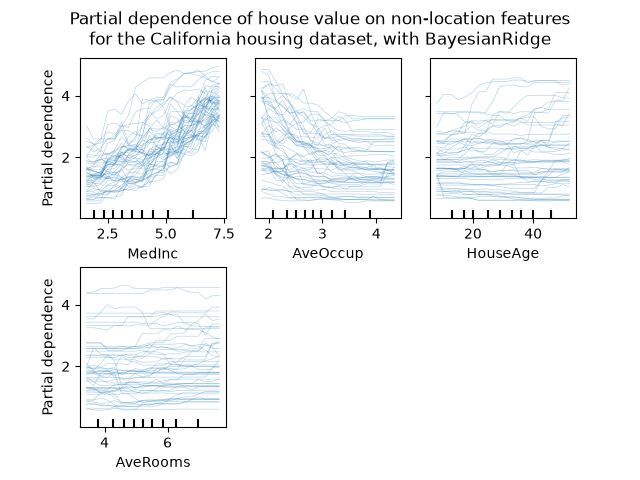 Partial dependence of house value on non-location features
for the California housing dataset, with BayesianRidge
Partial dependence
4
2
2.5 5.0 7.5
MedInc
2 3 4
AveOccup
20 40
HouseAge
Partial dependence
4
2
4 6
AveRooms